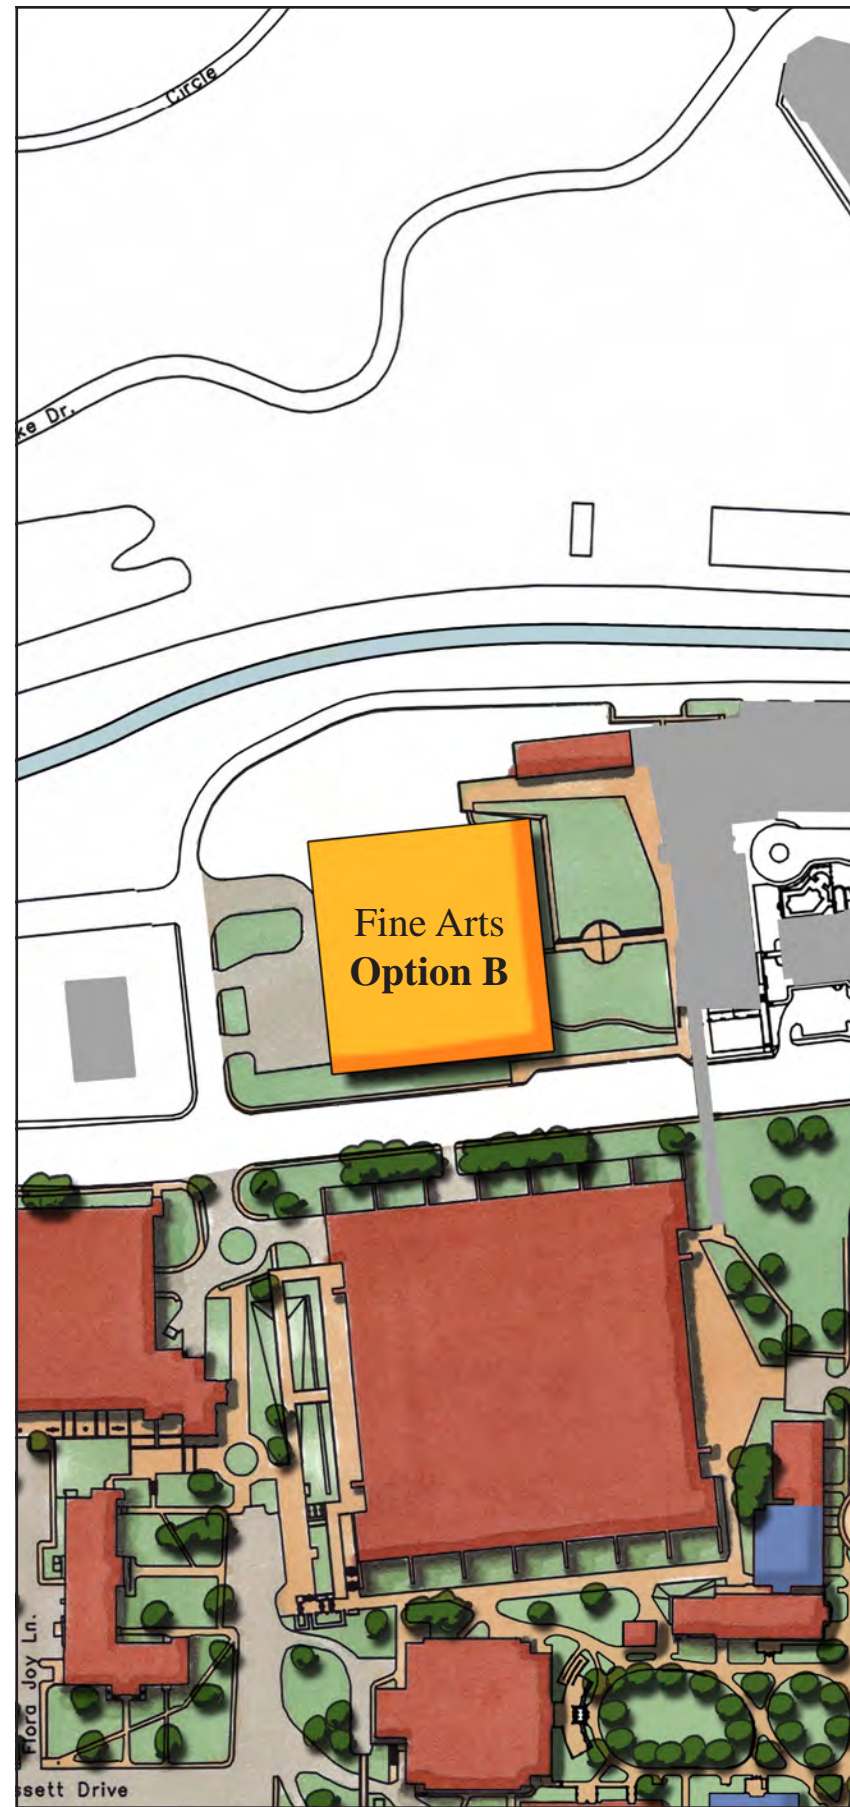 Circle
ke Dr.
Fine Arts
Option B
Flora Joy Ln.
ssett Drive